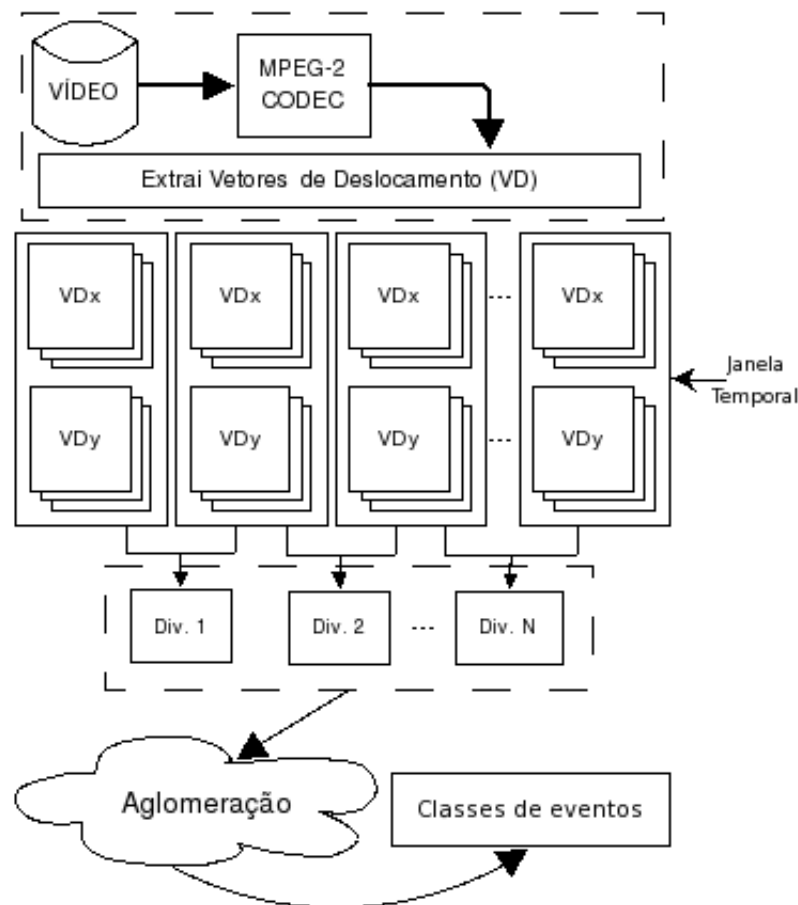 VÍDEO
MPEG-2
CODEC
Extrai Vetores de Deslocamento (VD)
VDx
VDx
VDx
---
VDx
Janela
Temporal
VDy
VDy
VDy
---
VDy
Div. 1
Div. 2
---
Div. N
Aglomeração
Classes de eventos